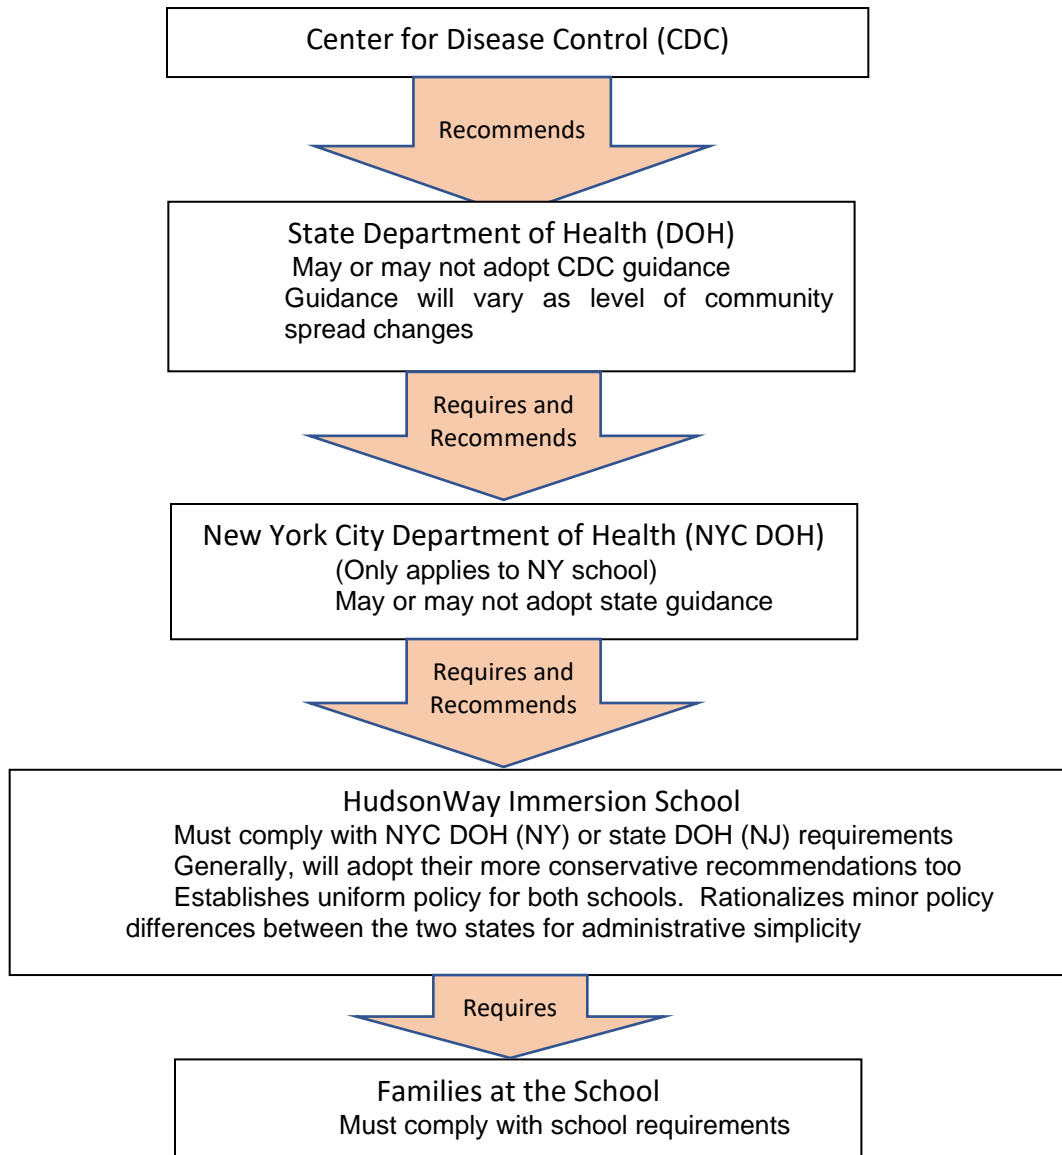 Center for Disease Control (CDC)
Recommends
State Department of Health (DOH)
May or may not adopt CDC guidance
Guidance will vary as level of community
spread changes
Requires and
Recommends
New York City Department of Health (NYC DOH)
(Only applies to NY school)
May or may not adopt state guidance
Requires and
Recommends
HudsonWay Immersion School
Must comply with NYC DOH (NY) or state DOH (NJ) requirements
Generally, will adopt their more conservative recommendations too
Establishes uniform policy for both schools.  Rationalizes minor policy
differences between the two states for administrative simplicity
Requires
Families at the School
Must comply with school requirements